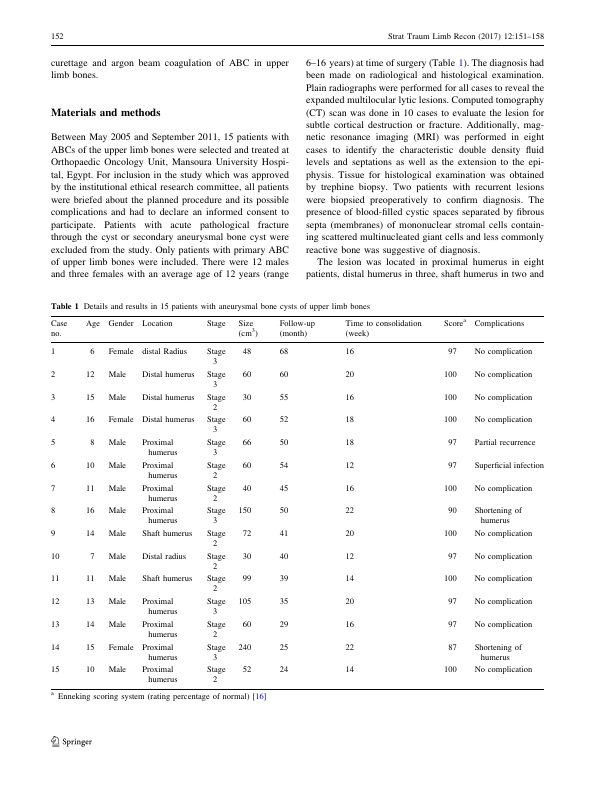 152
Strat Traum Limb Recon (2017) 12:151–158
curettage and argon beam coagulation of ABC in upper
limb bones.
Materials and methods
Between May 2005 and September 2011, 15 patients with
ABCs of the upper limb bones were selected and treated at
Orthopaedic Oncology Unit, Mansoura University Hospi-
tal, Egypt. For inclusion in the study which was approved
by the institutional ethical research committee, all patients
were briefed about the planned procedure and its possible
complications and had to declare an informed consent to
participate. Patients with acute pathological fracture
through the cyst or secondary aneurysmal bone cyst were
excluded from the study. Only patients with primary ABC
of upper limb bones were included. There were 12 males
and three females with an average age of 12 years (range
6–16 years) at time of surgery (Table 1). The diagnosis had
been made on radiological and histological examination.
Plain radiographs were performed for all cases to reveal the
expanded multilocular lytic lesions. Computed tomography
(CT) scan was done in 10 cases to evaluate the lesion for
subtle cortical destruction or fracture. Additionally, mag-
netic resonance imaging (MRI) was performed in eight
cases to identify the characteristic double density fluid
levels and septations as well as the extension to the epi-
physis. Tissue for histological examination was obtained
by trephine biopsy. Two patients with recurrent lesions
were biopsied preoperatively to confirm diagnosis. The
presence of blood-filled cystic spaces separated by fibrous
septa (membranes) of mononuclear stromal cells contain-
ing scattered multinucleated giant cells and less commonly
reactive bone was suggestive of diagnosis.
The lesion was located in proximal humerus in eight
patients, distal humerus in three, shaft humerus in two and
Table 1 Details and results in 15 patients with aneurysmal bone cysts of upper limb bones
Case Age Gender Location Stage Size Follow-up Time to consolidation Scoreᵃ Complications
no. (cm³) (month) (week)
1 6 Female distal Radius Stage 48 68 16 97 No complication
3
2 12 Male Distal humerus Stage 60 60 20 100 No complication
3
3 15 Male Distal humerus Stage 30 55 16 100 No complication
2
4 16 Female Distal humerus Stage 60 52 18 100 No complication
3
5 8 Male Proximal Stage 66 50 18 97 Partial recurrence
humerus 3
6 10 Male Proximal Stage 60 54 12 97 Superficial infection
humerus 2
7 11 Male Proximal Stage 40 45 16 100 No complication
humerus 2
8 16 Male Proximal Stage 150 50 22 90 Shortening of
humerus 3 humerus
9 14 Male Shaft humerus Stage 72 41 20 100 No complication
2
10 7 Male Distal radius Stage 30 40 12 97 No complication
2
11 11 Male Shaft humerus Stage 99 39 14 100 No complication
2
12 13 Male Proximal Stage 105 35 20 97 No complication
humerus 3
13 14 Male Proximal Stage 60 29 16 97 No complication
humerus 2
14 15 Female Proximal Stage 240 25 22 87 Shortening of
humerus 3 humerus
15 10 Male Proximal Stage 52 24 14 100 No complication
humerus 2
ᵃ Enneking scoring system (rating percentage of normal) [16]
Springer